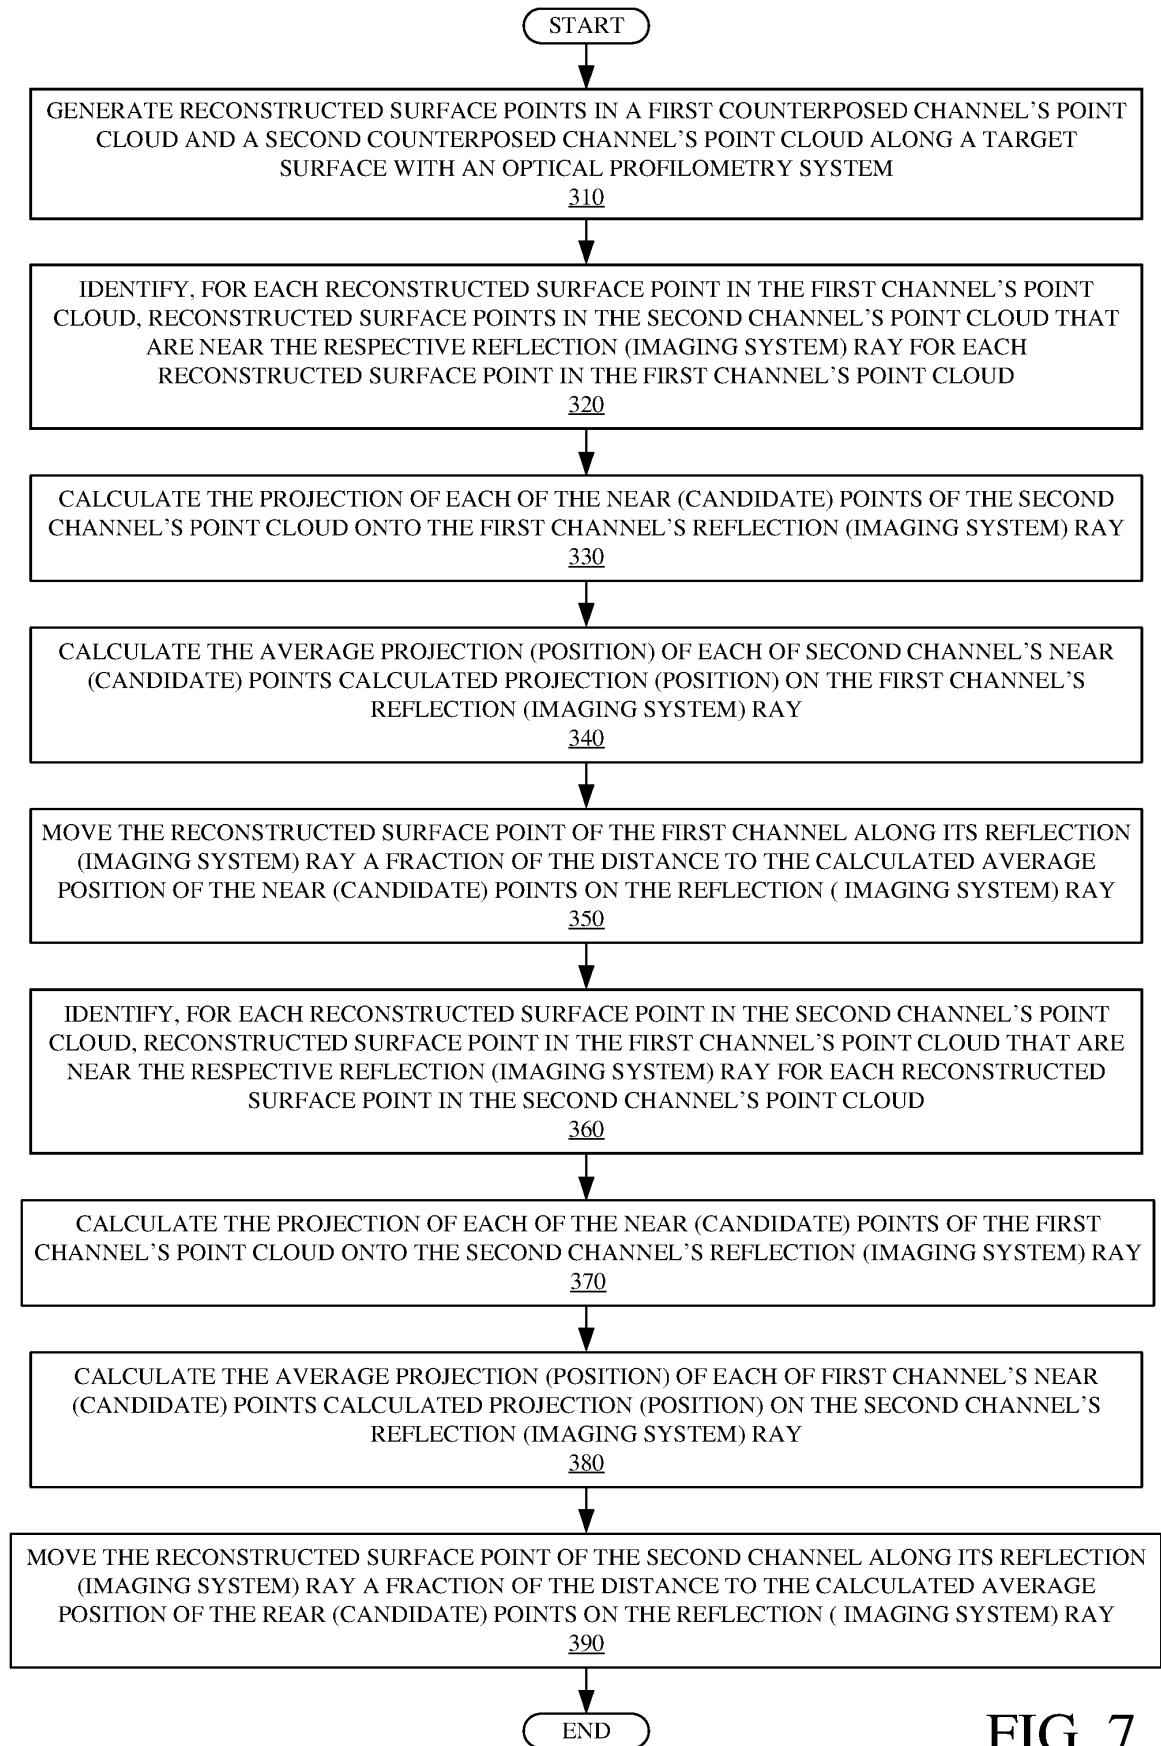 START
GENERATE RECONSTRUCTED SURFACE POINTS IN A FIRST COUNTERPOSED CHANNEL'S POINT
CLOUD AND A SECOND COUNTERPOSED CHANNEL'S POINT CLOUD ALONG A TARGET
SURFACE WITH AN OPTICAL PROFILOMETRY SYSTEM
310
IDENTIFY, FOR EACH RECONSTRUCTED SURFACE POINT IN THE FIRST CHANNEL'S POINT
CLOUD, RECONSTRUCTED SURFACE POINTS IN THE SECOND CHANNEL'S POINT CLOUD THAT
ARE NEAR THE RESPECTIVE REFLECTION (IMAGING SYSTEM) RAY FOR EACH
RECONSTRUCTED SURFACE POINT IN THE FIRST CHANNEL'S POINT CLOUD
320
CALCULATE THE PROJECTION OF EACH OF THE NEAR (CANDIDATE) POINTS OF THE SECOND
CHANNEL'S POINT CLOUD ONTO THE FIRST CHANNEL'S REFLECTION (IMAGING SYSTEM) RAY
330
CALCULATE THE AVERAGE PROJECTION (POSITION) OF EACH OF SECOND CHANNEL'S NEAR
(CANDIDATE) POINTS CALCULATED PROJECTION (POSITION) ON THE FIRST CHANNEL'S
REFLECTION (IMAGING SYSTEM) RAY
340
MOVE THE RECONSTRUCTED SURFACE POINT OF THE FIRST CHANNEL ALONG ITS REFLECTION
(IMAGING SYSTEM) RAY A FRACTION OF THE DISTANCE TO THE CALCULATED AVERAGE
POSITION OF THE NEAR (CANDIDATE) POINTS ON THE REFLECTION ( IMAGING SYSTEM) RAY
350
IDENTIFY, FOR EACH RECONSTRUCTED SURFACE POINT IN THE SECOND CHANNEL'S POINT
CLOUD, RECONSTRUCTED SURFACE POINT IN THE FIRST CHANNEL'S POINT CLOUD THAT ARE
NEAR THE RESPECTIVE REFLECTION (IMAGING SYSTEM) RAY FOR EACH RECONSTRUCTED
SURFACE POINT IN THE SECOND CHANNEL'S POINT CLOUD
360
CALCULATE THE PROJECTION OF EACH OF THE NEAR (CANDIDATE) POINTS OF THE FIRST
CHANNEL'S POINT CLOUD ONTO THE SECOND CHANNEL'S REFLECTION (IMAGING SYSTEM) RAY
370
CALCULATE THE AVERAGE PROJECTION (POSITION) OF EACH OF FIRST CHANNEL'S NEAR
(CANDIDATE) POINTS CALCULATED PROJECTION (POSITION) ON THE SECOND CHANNEL'S
REFLECTION (IMAGING SYSTEM) RAY
380
MOVE THE RECONSTRUCTED SURFACE POINT OF THE SECOND CHANNEL ALONG ITS REFLECTION
(IMAGING SYSTEM) RAY A FRACTION OF THE DISTANCE TO THE CALCULATED AVERAGE
POSITION OF THE REAR (CANDIDATE) POINTS ON THE REFLECTION ( IMAGING SYSTEM) RAY
390
END
FIG. 7